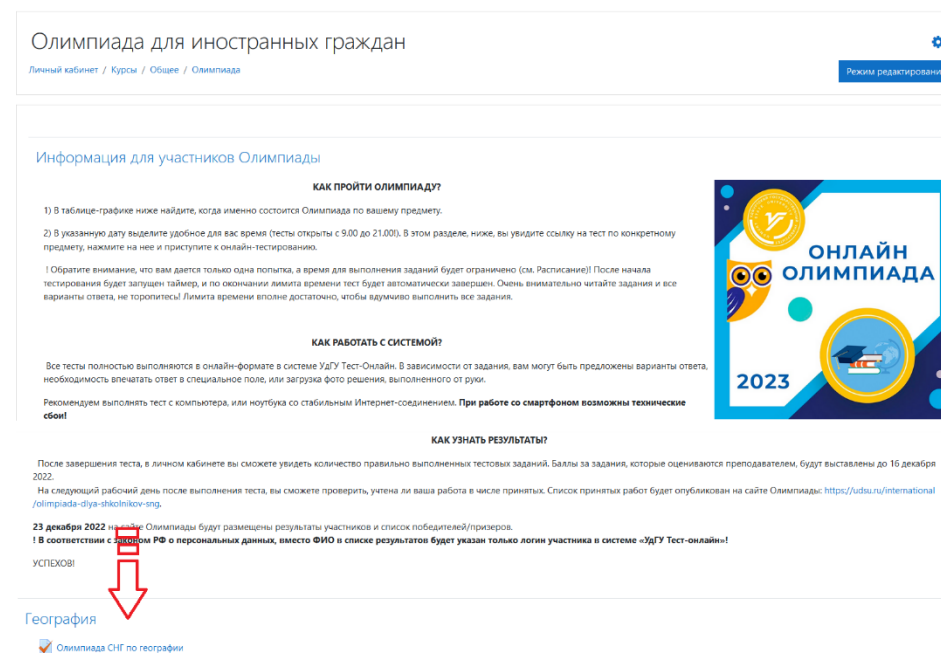 Олимпиада для иностранных граждан
Личный кабинет / Курсы / Общее / Олимпиада
Режим редактировани
Информация для участников Олимпиады
КАК ПРОЙТИ ОЛИМПИАДУ?
1) В таблице-графике ниже найдите, когда именно состоится Олимпиада по вашему предмету.
2) В указанную дату выделите удобное для вас время (тесты открыты с 9.00 до 21.00!). В этом разделе, ниже, вы увидите ссылку на тест по конкретному
предмету, нажмите на нее и приступите к онлайн-тестированию.
! Обратите внимание, что вам дается только одна попытка, а время для выполнения заданий будет ограничено (см. Расписание)! После начала
тестирования будет запущен таймер, и по окончании лимита времени тест будет автоматически завершен. Очень внимательно читайте задания и все
варианты ответа, не торопитесь! Лимита времени вполне достаточно, чтобы вдумчиво выполнить все задания.
ОНЛАЙН
ОЛИМПИАДА
2023
КАК РАБОТАТЬ С СИСТЕМОЙ?
Все тесты полностью выполняются в онлайн-формате в системе УдГУ Тест-Онлайн. В зависимости от задания, вам могут быть предложены варианты ответа,
необходимость впечатать ответ в специальное поле, или загрузка фото решения, выполненного от руки.
Рекомендуем выполнять тест с компьютера, или ноутбука со стабильным Интернет-соединением. При работе со смартфоном возможны технические
сбои!
КАК УЗНАТЬ РЕЗУЛЬТАТЫ?
После завершения теста, в личном кабинете вы сможете увидеть количество правильно выполненных тестовых заданий. Баллы за задания, которые оцениваются преподавателем, будут выставлены до 16 декабря
2022.
На следующий рабочий день после выполнения теста, вы сможете проверить, учтена ли ваша работа в числе принятых. Список принятых работ будет опубликован на сайте Олимпиады: https://udsu.ru/international
/olimpiada-dlya-shkolnikov-sng.
23 декабря 2022 на сайте Олимпиады будут размещены результаты участников и список победителей/призеров.
! В соответствии с законом РФ о персональных данных, вместо ФИО в списке результатов будет указан только логин участника в системе «УдГУ Тест-онлайн»!
УСПЕХОВ!
География
Олимпиада СНГ по географии